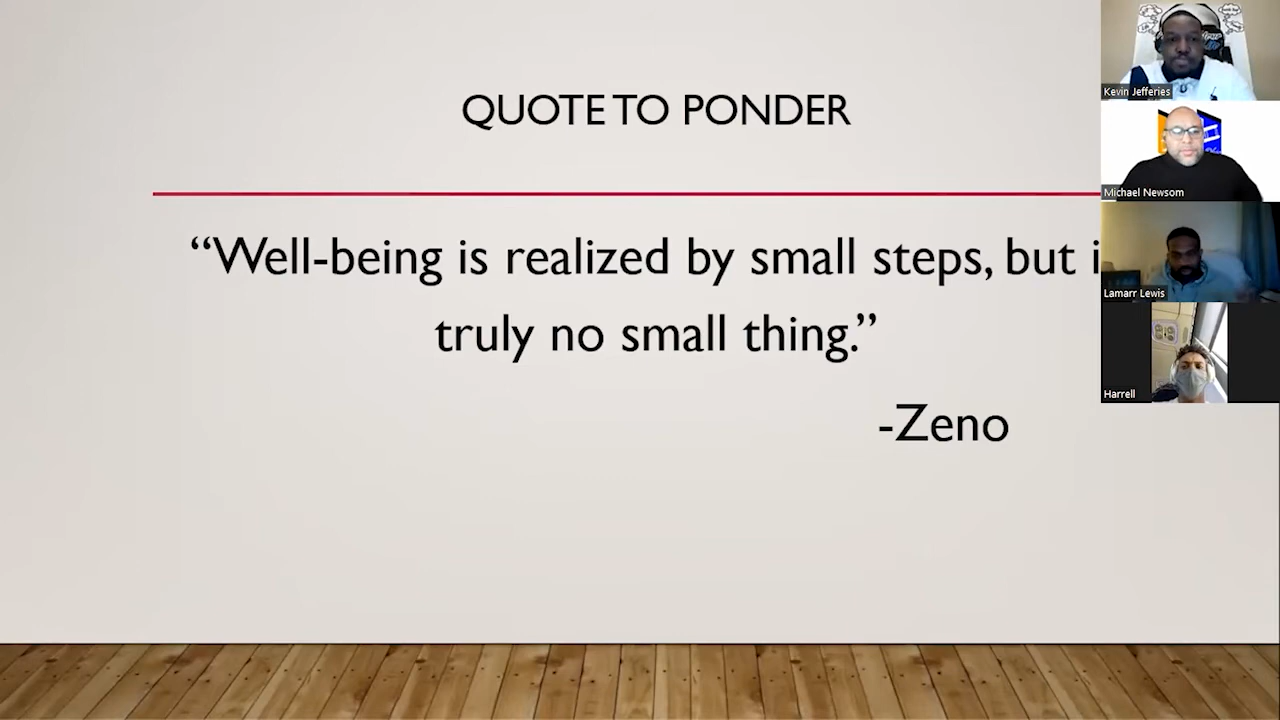 QUOTE TO PONDER
“Well-being is realized by small steps, but
truly no small thing.”
-Zeno
Kevin Jefferies
Michael Newsom
Lamarr Lewis
Harrell